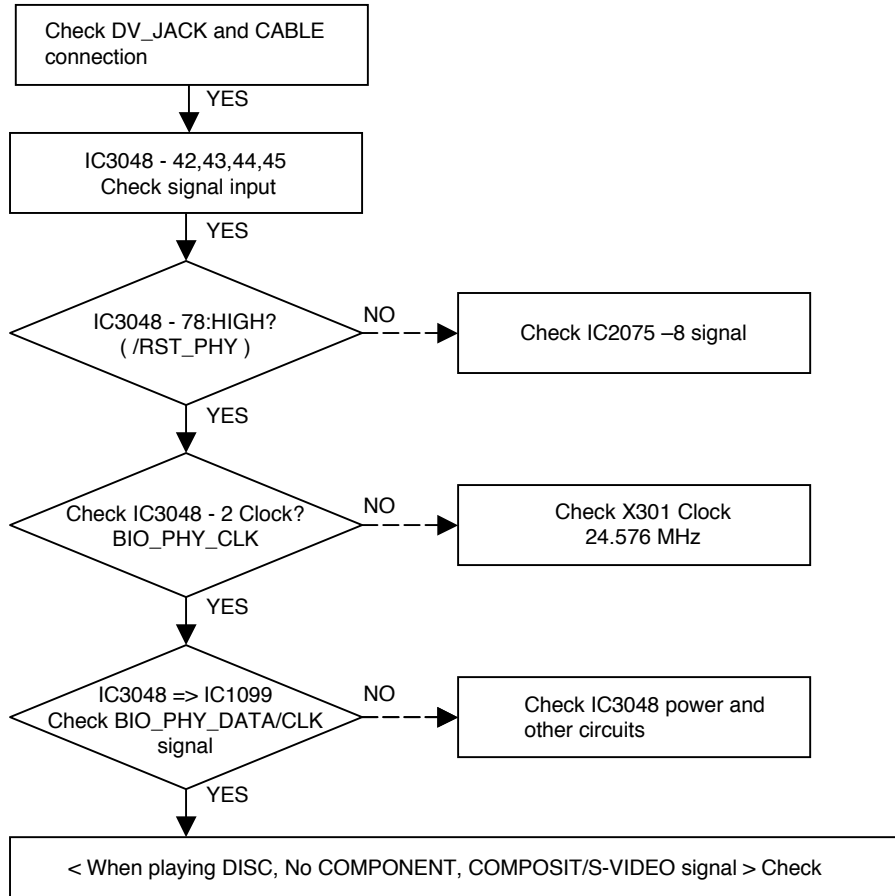 Check DV_JACK and CABLE
connection
YES
IC3048 - 42,43,44,45
Check signal input
YES
IC3048 - 78:HIGH?
( /RST_PHY )
NO
Check IC2075 –8 signal
YES
Check IC3048 - 2 Clock?
BIO_PHY_CLK
NO
Check X301 Clock
24.576 MHz
YES
IC3048 => IC1099
Check BIO_PHY_DATA/CLK
signal
NO
Check IC3048 power and
other circuits
YES
< When playing DISC, No COMPONENT, COMPOSIT/S-VIDEO signal > Check